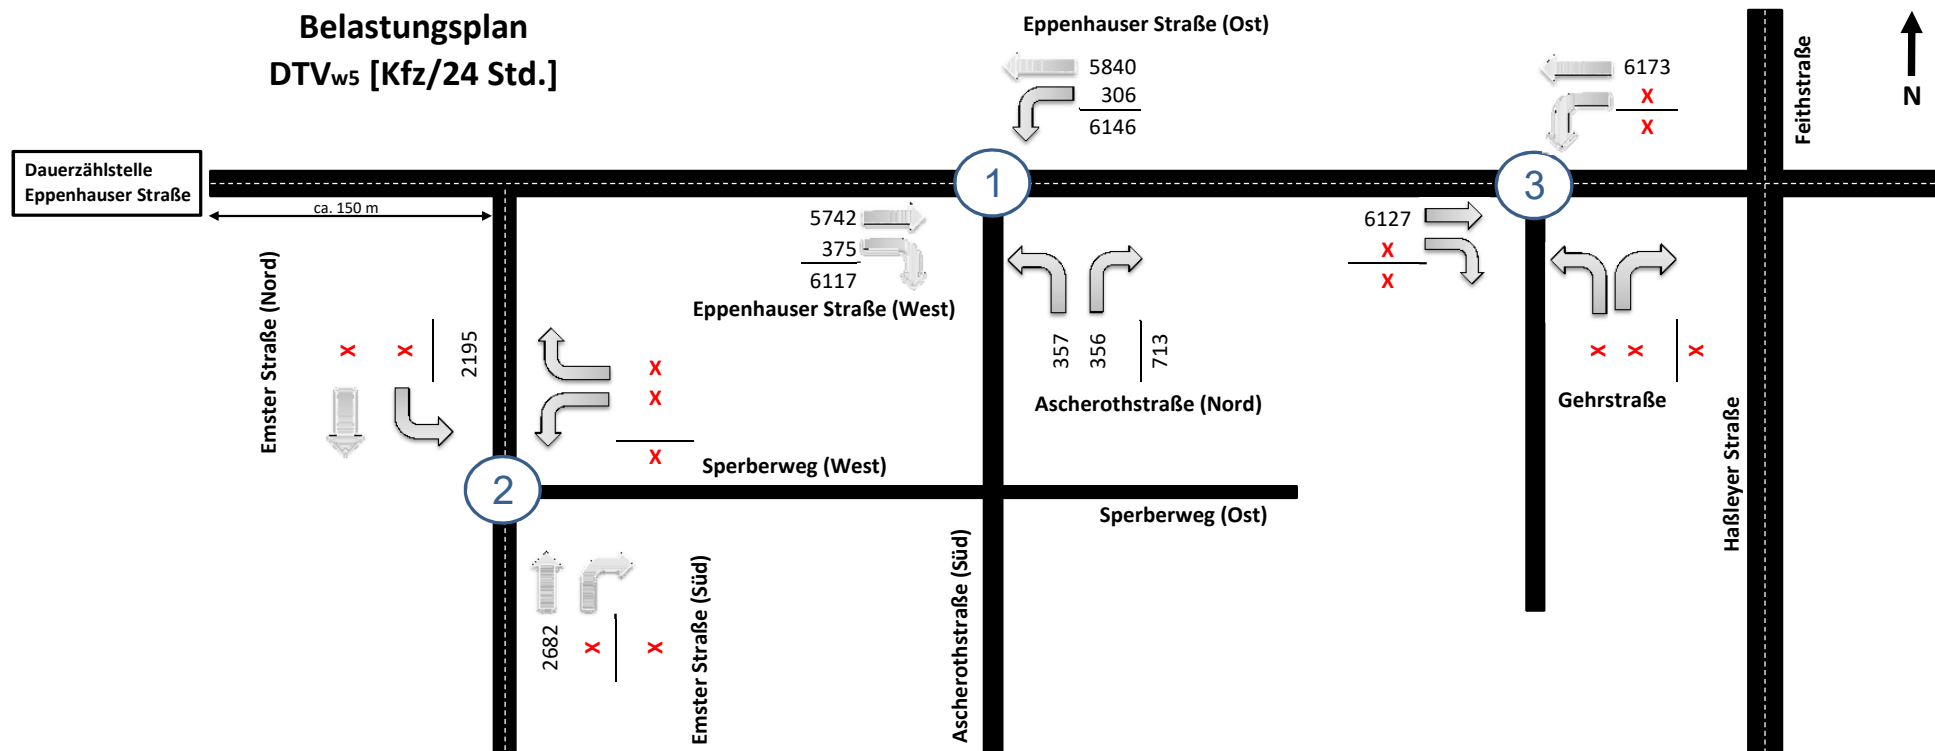 Belastungsplan
DTVw5 [Kfz/24 Std.]
Eppenhauser Straße (Ost)
5840
306
6146
6173
X
X
N
Feithstraße
Dauerzählstelle
Eppenhauser Straße
ca. 150 m
1
3
5742
375
6117
Eppenhauser Straße (West)
6127
X
X
Emster Straße (Nord)
X
X
2195
X
X
X
357
356
713
Ascherothstraße (Nord)
X
X
X
Gehrstraße
Haßleyer Straße
2
Sperberweg (West)
Sperberweg (Ost)
2682
X
X
Emster Straße (Süd)
Ascherothstraße (Süd)